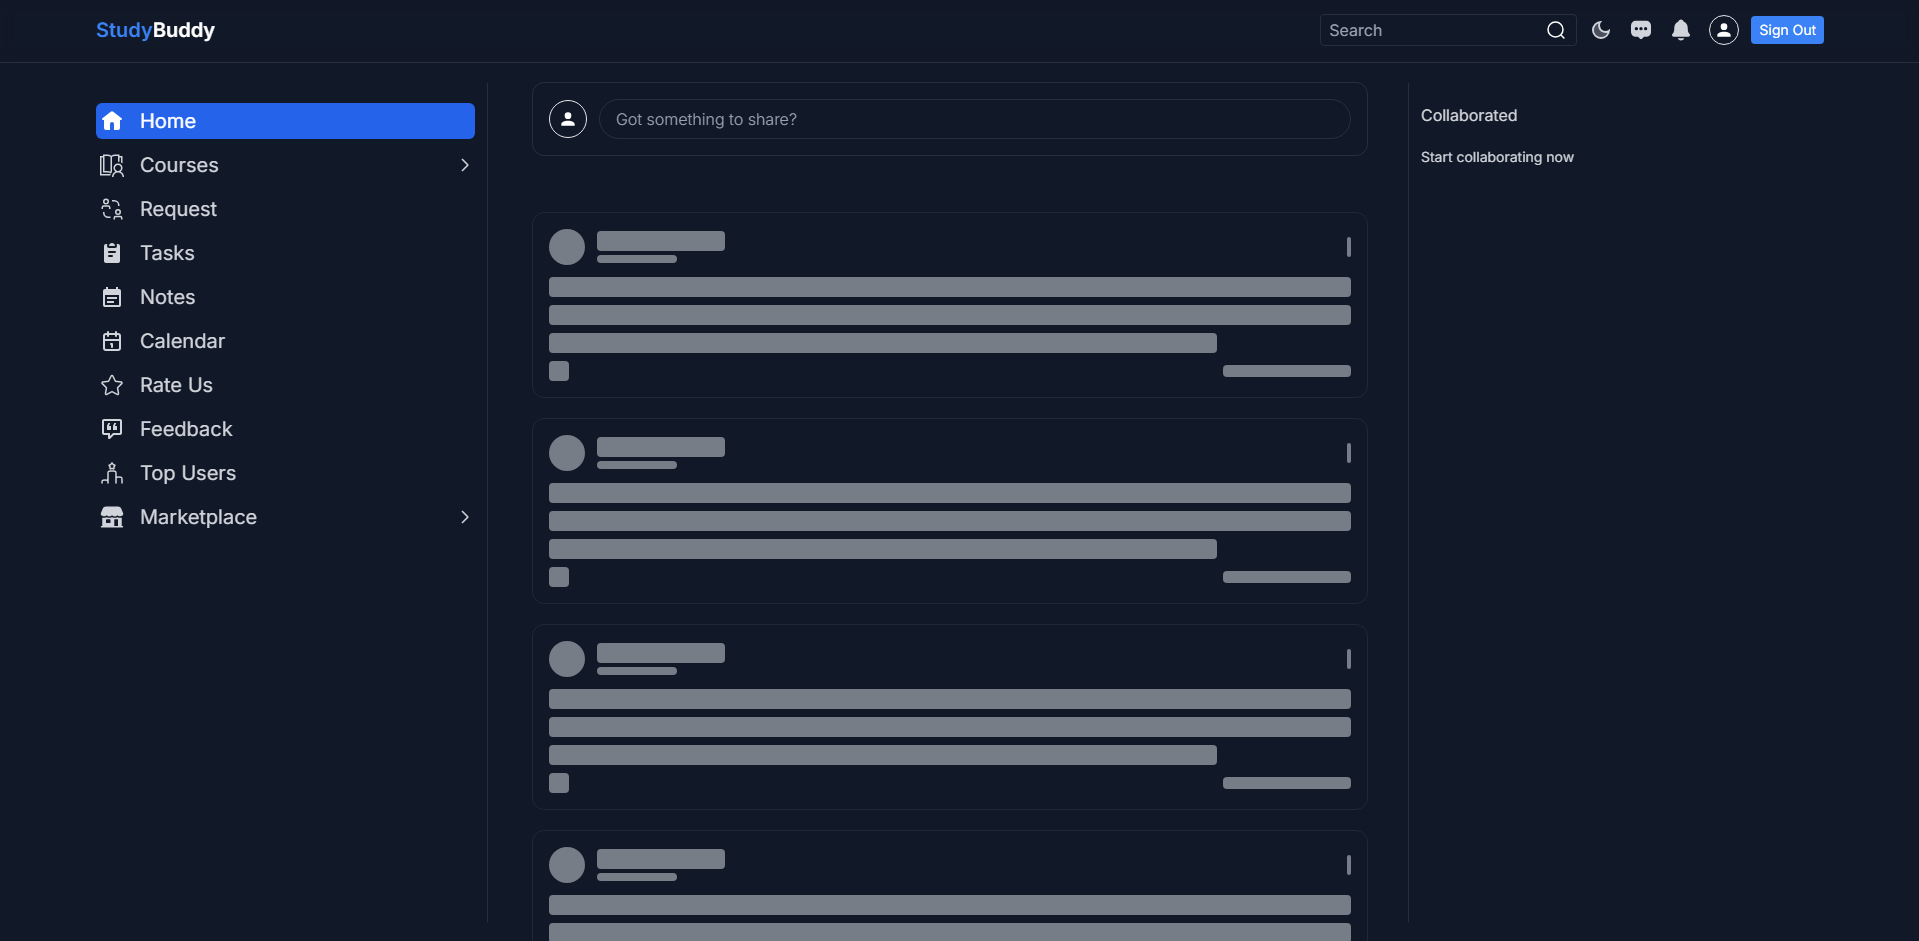 StudyBuddy
Search
Sign Out
Home
Courses
Request
Tasks
Notes
Calendar
Rate Us
Feedback
Top Users
Marketplace
Got something to share?
Collaborated
Start collaborating now